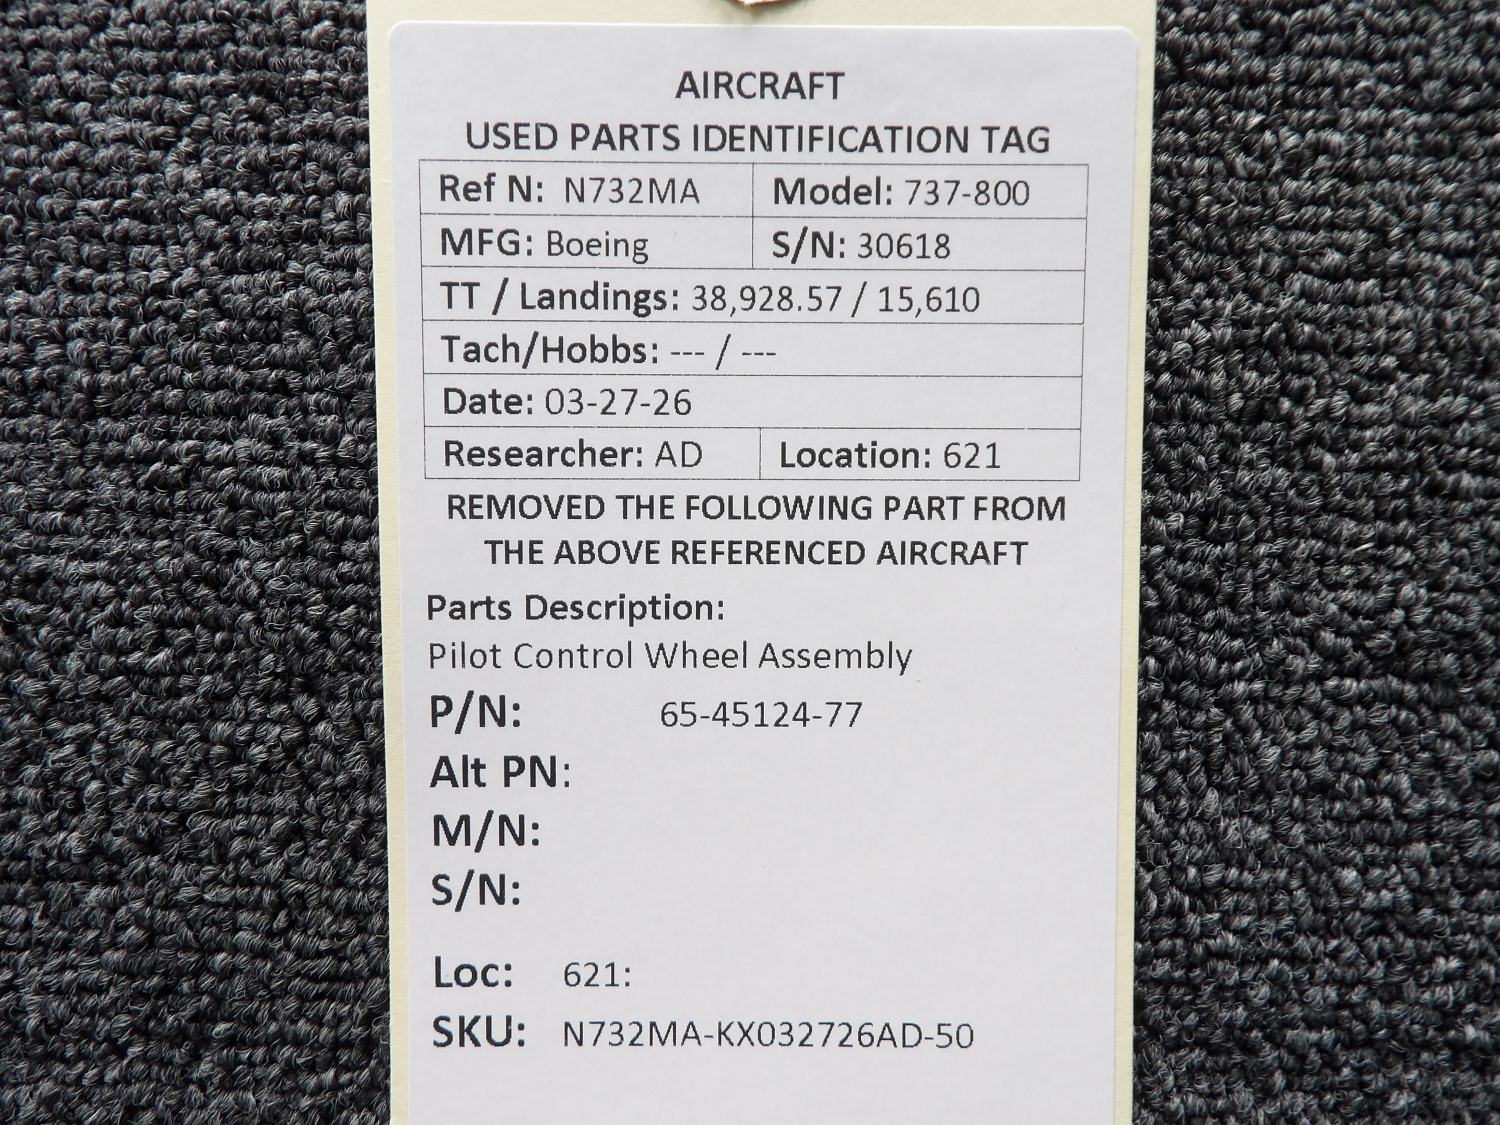 AIRCRAFT
USED PARTS IDENTIFICATION TAG
Ref N: N732MA Model: 737-800
MFG: Boeing S/N: 30618
TT / Landings: 38,928.57 / 15,610
Tach/Hobbs: --- / ---
Date: 03-27-26
Researcher: AD Location: 621
REMOVED THE FOLLOWING PART FROM
THE ABOVE REFERENCED AIRCRAFT
Parts Description:
Pilot Control Wheel Assembly
P/N: 65-45124-77
Alt PN:
M/N:
S/N:
Loc: 621:
SKU: N732MA-KX032726AD-50